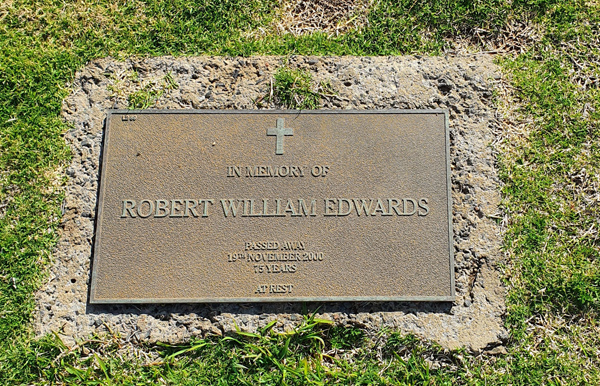 IN MEMORY OF
ROBERT WILLIAM EDWARDS
PASSED AWAY
19TH NOVEMBER 2000
75 YEARS
AT REST